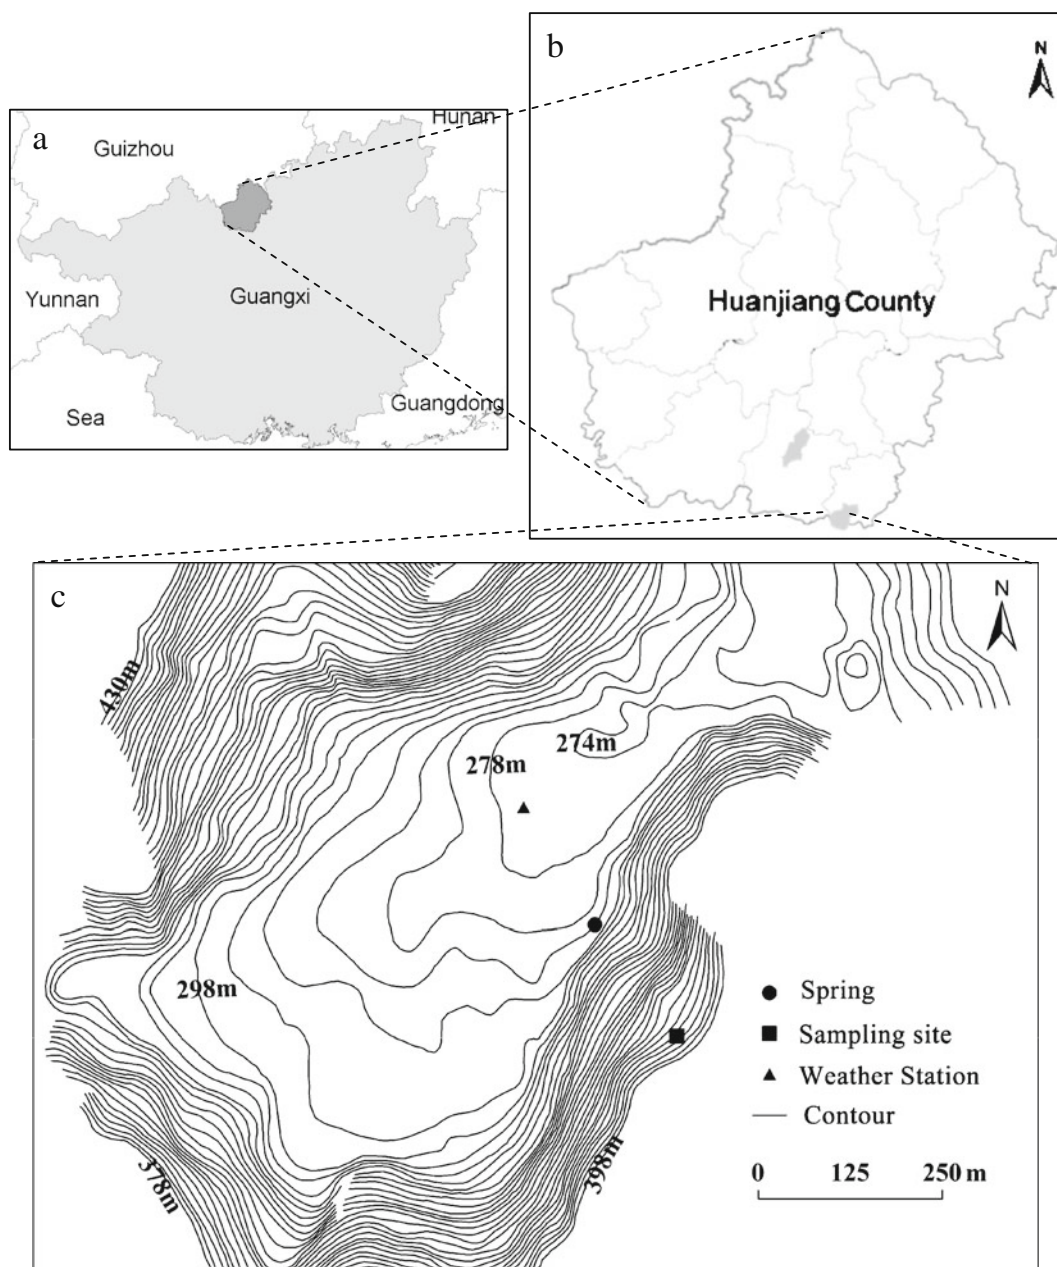 a
Hunan
Guizhou
Yunnan
Guangxi
Sea
Guangdong
b
N
Huanjiang County
c
N
430m
274m
278m
298m
378m
398m
Spring
Sampling site
Weather Station
Contour
0 125 250 m